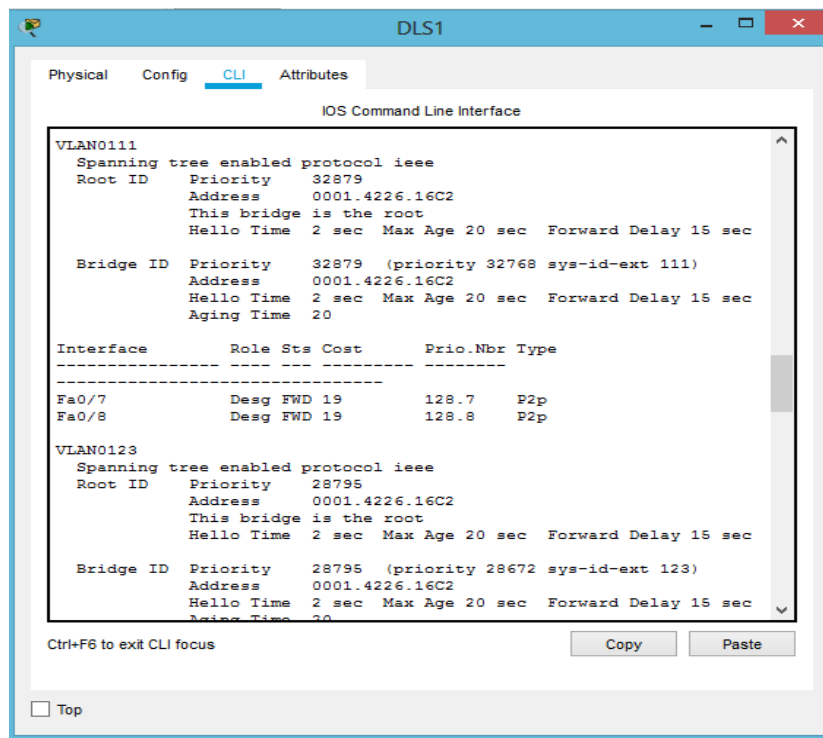 DLS1
Physical Config CLI Attributes
IOS Command Line Interface
VLAN0111
  Spanning tree enabled protocol ieee
  Root ID    Priority    32879
             Address     0001.4226.16C2
             This bridge is the root
             Hello Time  2 sec  Max Age 20 sec  Forward Delay 15 sec
  Bridge ID  Priority    32879  (priority 32768 sys-id-ext 111)
             Address     0001.4226.16C2
             Hello Time  2 sec  Max Age 20 sec  Forward Delay 15 sec
             Aging Time  20
Interface        Role Sts Cost      Prio.Nbr Type
---------------- ---- --- --------- --------
--------------------------------
Fa0/7            Desg FWD 19        128.7    P2p
Fa0/8            Desg FWD 19        128.8    P2p
VLAN0123
  Spanning tree enabled protocol ieee
  Root ID    Priority    28795
             Address     0001.4226.16C2
             This bridge is the root
             Hello Time  2 sec  Max Age 20 sec  Forward Delay 15 sec
  Bridge ID  Priority    28795  (priority 28672 sys-id-ext 123)
             Address     0001.4226.16C2
             Hello Time  2 sec  Max Age 20 sec  Forward Delay 15 sec
             Aging Time  20
Ctrl+F6 to exit CLI focus
Copy Paste
Top